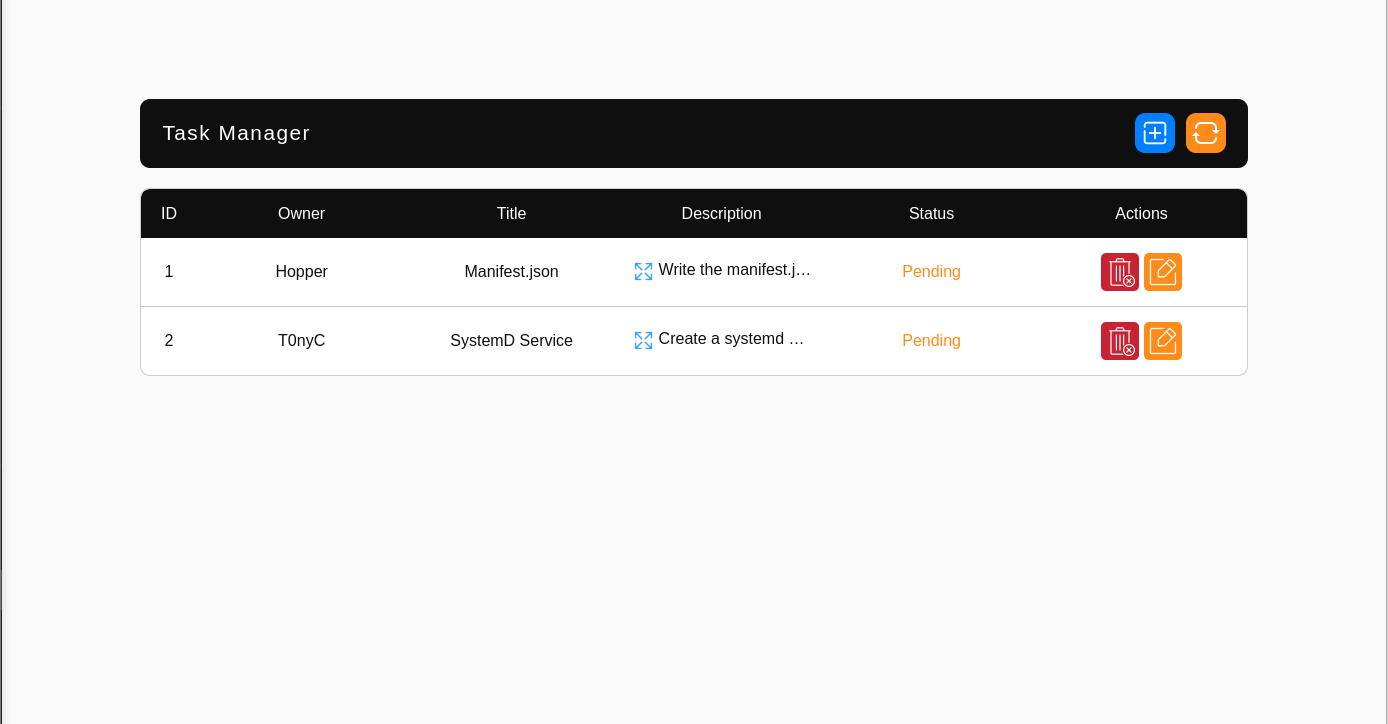 Task Manager
ID Owner Title Description Status Actions
1 Hopper Manifest.json Write the manifest.j… Pending
2 T0nyC SystemD Service Create a systemd … Pending